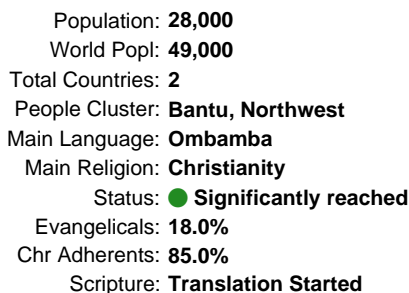 Population: 28,000
World Popl: 49,000
Total Countries: 2
People Cluster: Bantu, Northwest
Main Language: Ombamba
Main Religion: Christianity
Status: Significantly reached
Evangelicals: 18.0%
Chr Adherents: 85.0%
Scripture: Translation Started